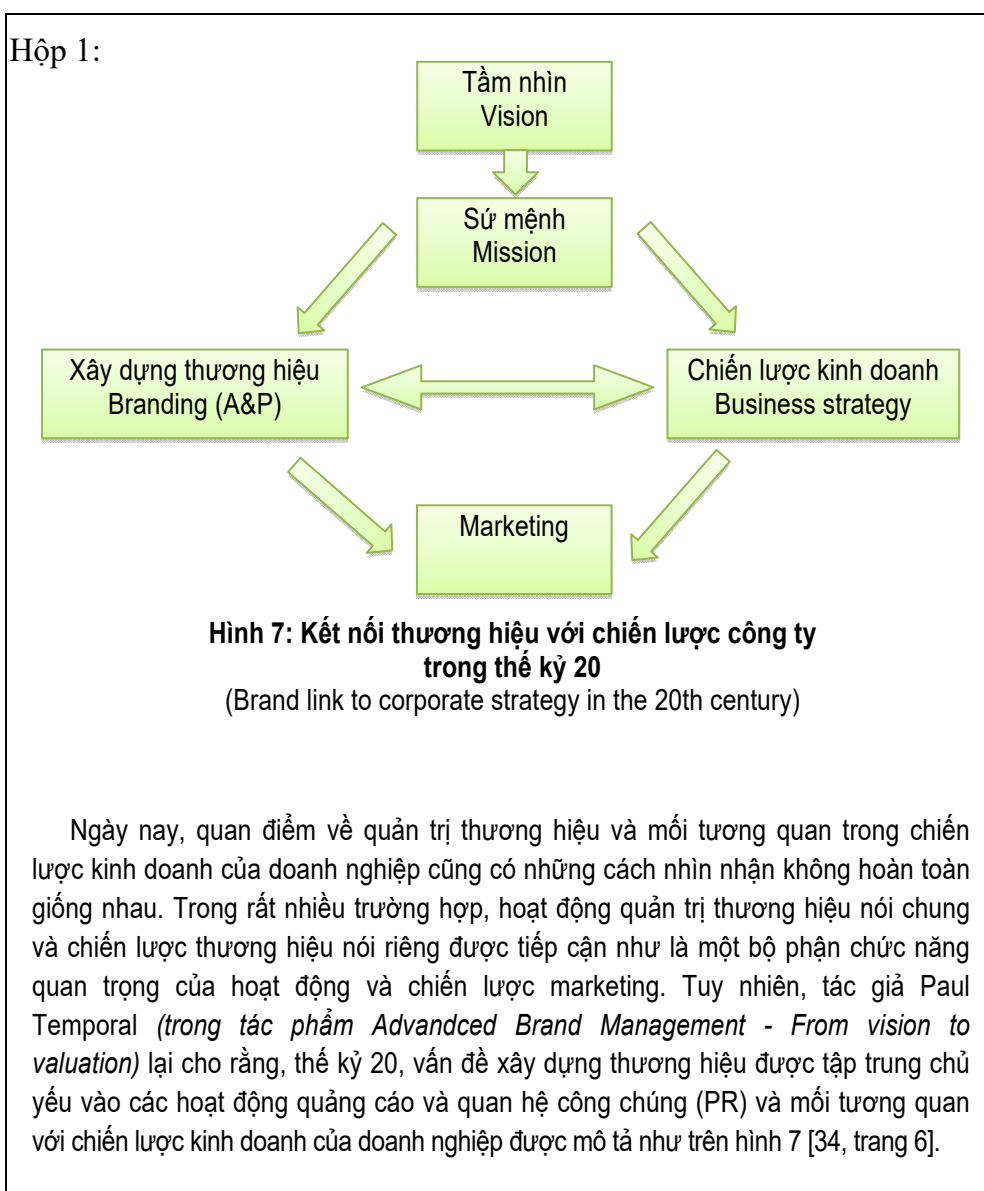 Hộp 1:
Tầm nhìn
Vision
Sứ mệnh
Mission
Xây dựng thương hiệu
Branding (A&P)
Chiến lược kinh doanh
Business strategy
Marketing
Hình 7: Kết nối thương hiệu với chiến lược công ty
trong thế kỷ 20
(Brand link to corporate strategy in the 20th century)
Ngày nay, quan điểm về quản trị thương hiệu và mối tương quan trong chiến
lược kinh doanh của doanh nghiệp cũng có những cách nhìn nhận không hoàn toàn
giống nhau. Trong rất nhiều trường hợp, hoạt động quản trị thương hiệu nói chung
và chiến lược thương hiệu nói riêng được tiếp cận như là một bộ phận chức năng
quan trọng của hoạt động và chiến lược marketing. Tuy nhiên, tác giả Paul
Temporal (trong tác phẩm Advandced Brand Management - From vision to
valuation) lại cho rằng, thế kỷ 20, vấn đề xây dựng thương hiệu được tập trung chủ
yếu vào các hoạt động quảng cáo và quan hệ công chúng (PR) và mối tương quan
với chiến lược kinh doanh của doanh nghiệp được mô tả như trên hình 7 [34, trang 6].